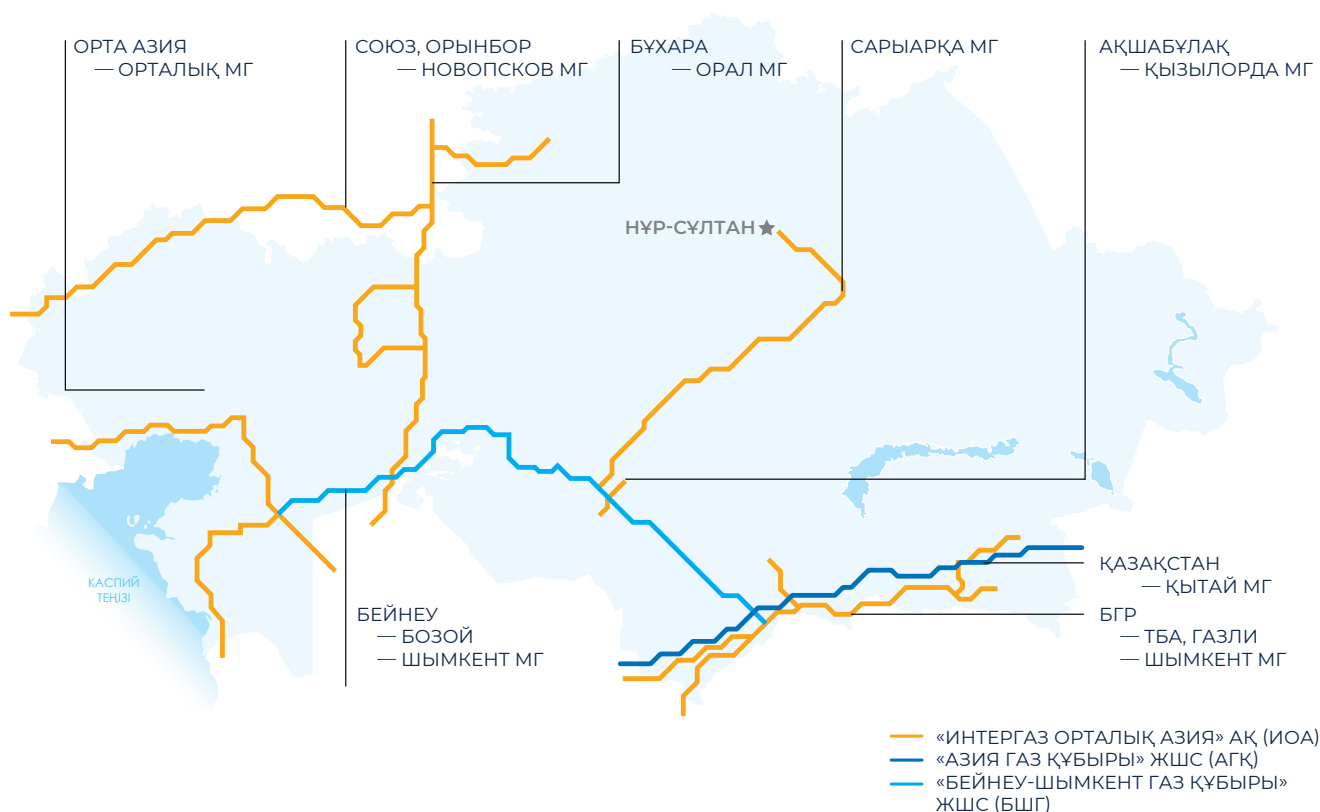 ОРТА АЗИЯ
— ОРТАЛЫҚ МГ
СОЮЗ, ОРЫНБОР
— НОВОПСКОВ МГ
БҰХАРА
— ОРАЛ МГ
САРЫАРҚА МГ
АҚШАБҰЛАҚ
— ҚЫЗЫЛОРДА МГ
НҰР-СҰЛТАН
КАСПИЙ
ТЕҢІЗІ
БЕЙНЕУ
— БОЗОЙ
— ШЫМКЕНТ МГ
ҚАЗАҚСТАН
— ҚЫТАЙ МГ
БГР
— ТБА, ГАЗЛИ
— ШЫМКЕНТ МГ
«ИНТЕРГАЗ ОРТАЛЫҚ АЗИЯ» АҚ (ИОА)
«АЗИЯ ГАЗ ҚҰБЫРЫ» ЖШС (АГҚ)
«БЕЙНЕУ-ШЫМКЕНТ ГАЗ ҚҰБЫРЫ»
ЖШС (БШГ)